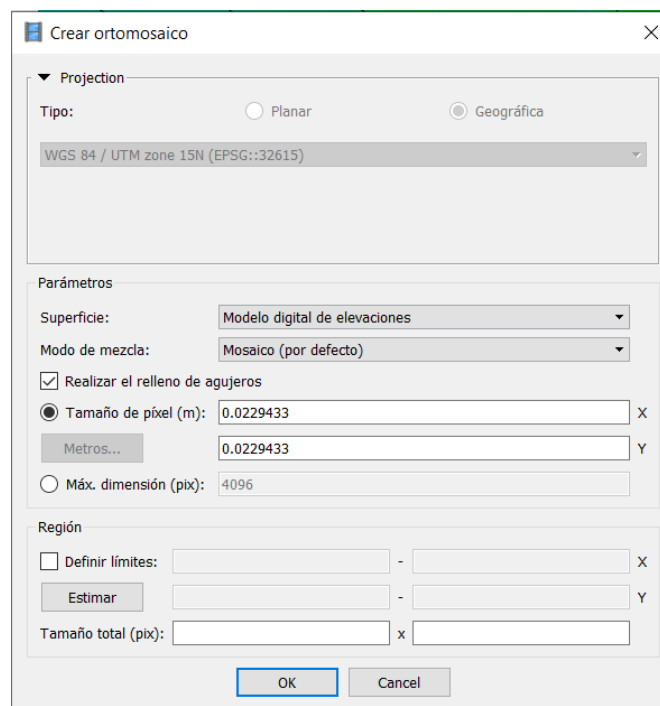 Crear ortomosaico
Projection
Tipo: Planar Geográfica
WGS 84 / UTM zone 15N (EPSG::32615)
Parámetros
Superficie: Modelo digital de elevaciones
Modo de mezcla: Mosaico (por defecto)
Realizar el relleno de agujeros
Tamaño de píxel (m): 0.0229433 X
Metros... 0.0229433 Y
Máx. dimensión (pix): 4096
Región
Definir límites: - X
Estimar - Y
Tamaño total (pix): x
OK Cancel